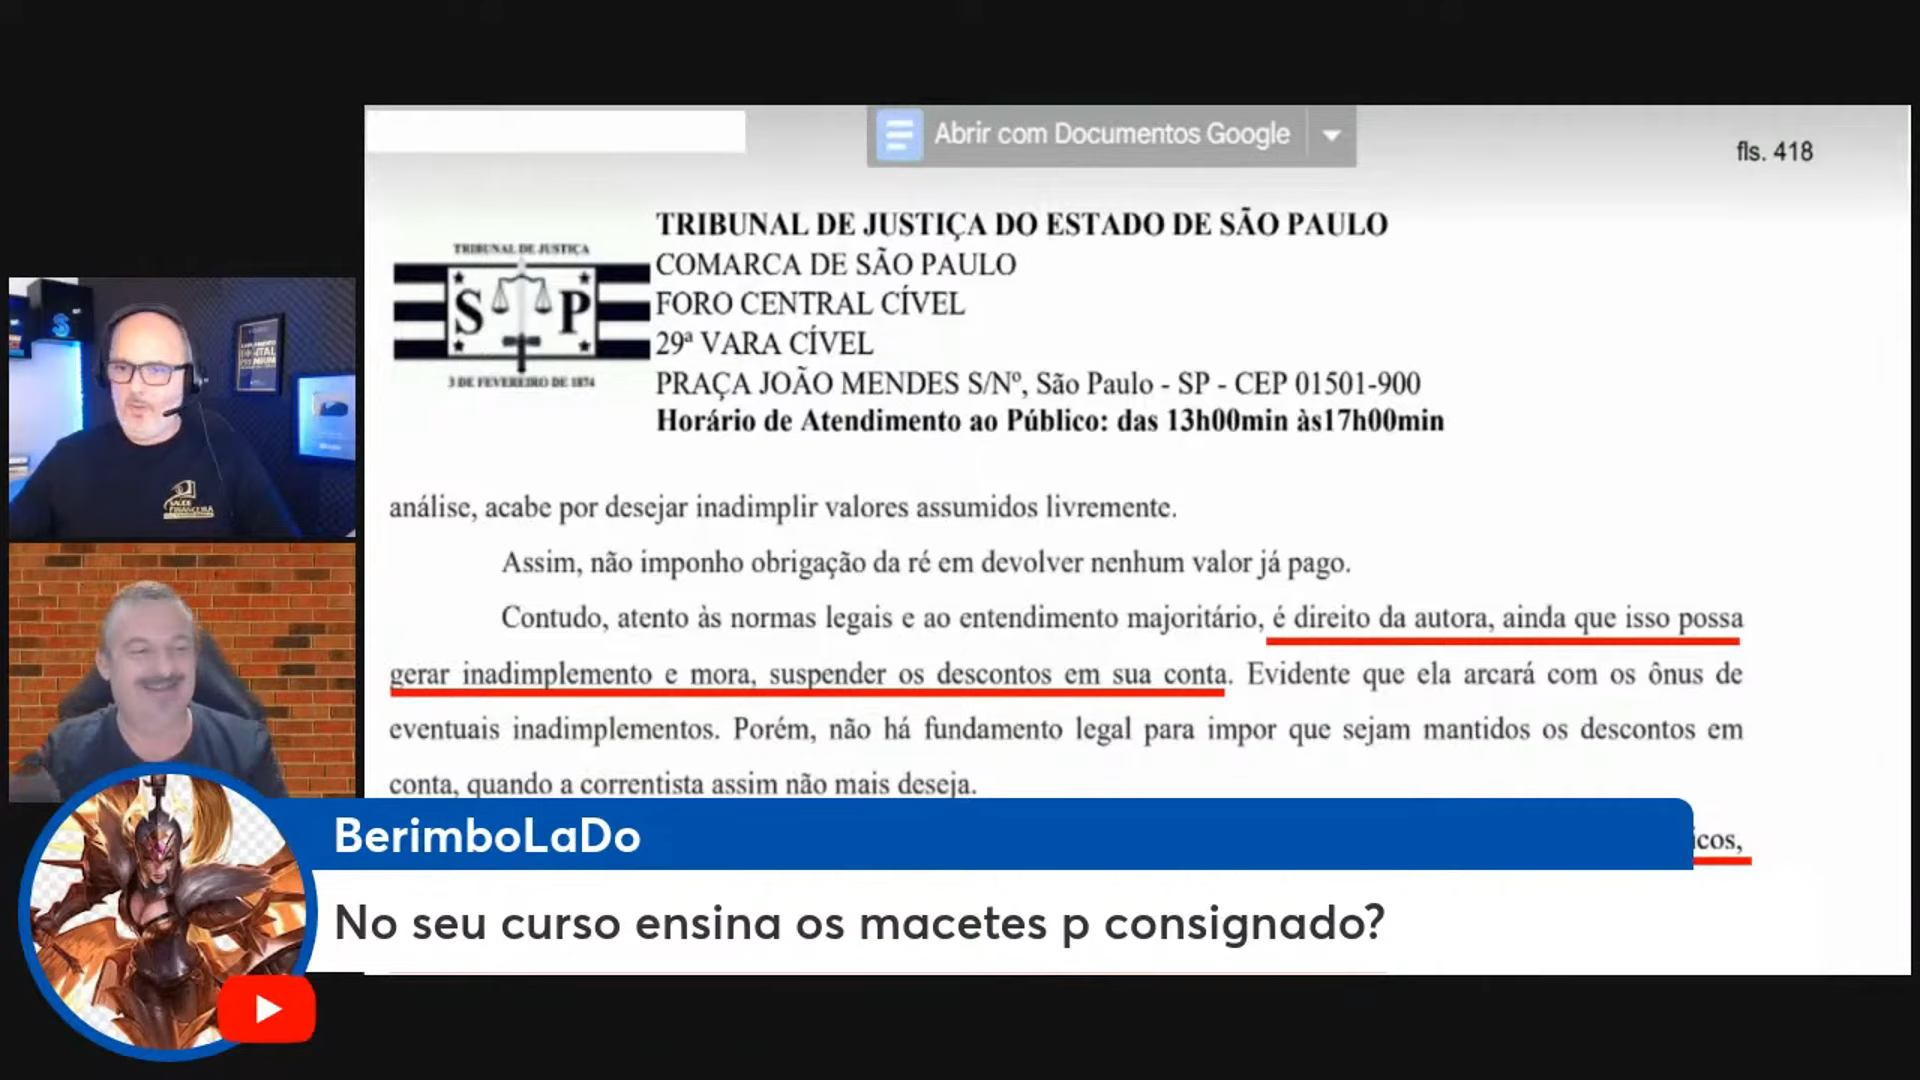 Abrir com Documentos Google
fls. 418
TRIBUNAL DE JUSTIÇA
S P
3 DE FEVEREIRO DE 1874
TRIBUNAL DE JUSTIÇA DO ESTADO DE SÃO PAULO
COMARCA DE SÃO PAULO
FORO CENTRAL CÍVEL
29ª VARA CÍVEL
PRAÇA JOÃO MENDES S/Nº, São Paulo - SP - CEP 01501-900
Horário de Atendimento ao Público: das 13h00min às17h00min
análise, acabe por desejar inadimplir valores assumidos livremente.
Assim, não imponho obrigação da ré em devolver nenhum valor já pago.
Contudo, atento às normas legais e ao entendimento majoritário, é direito da autora, ainda que isso possa
gerar inadimplemento e mora, suspender os descontos em sua conta. Evidente que ela arcará com os ônus de
eventuais inadimplementos. Porém, não há fundamento legal para impor que sejam mantidos os descontos em
conta, quando a correntista assim não mais deseja.
icos,
SAÚDE
FINANCEIRA
BerimboLaDo
No seu curso ensina os macetes p consignado?